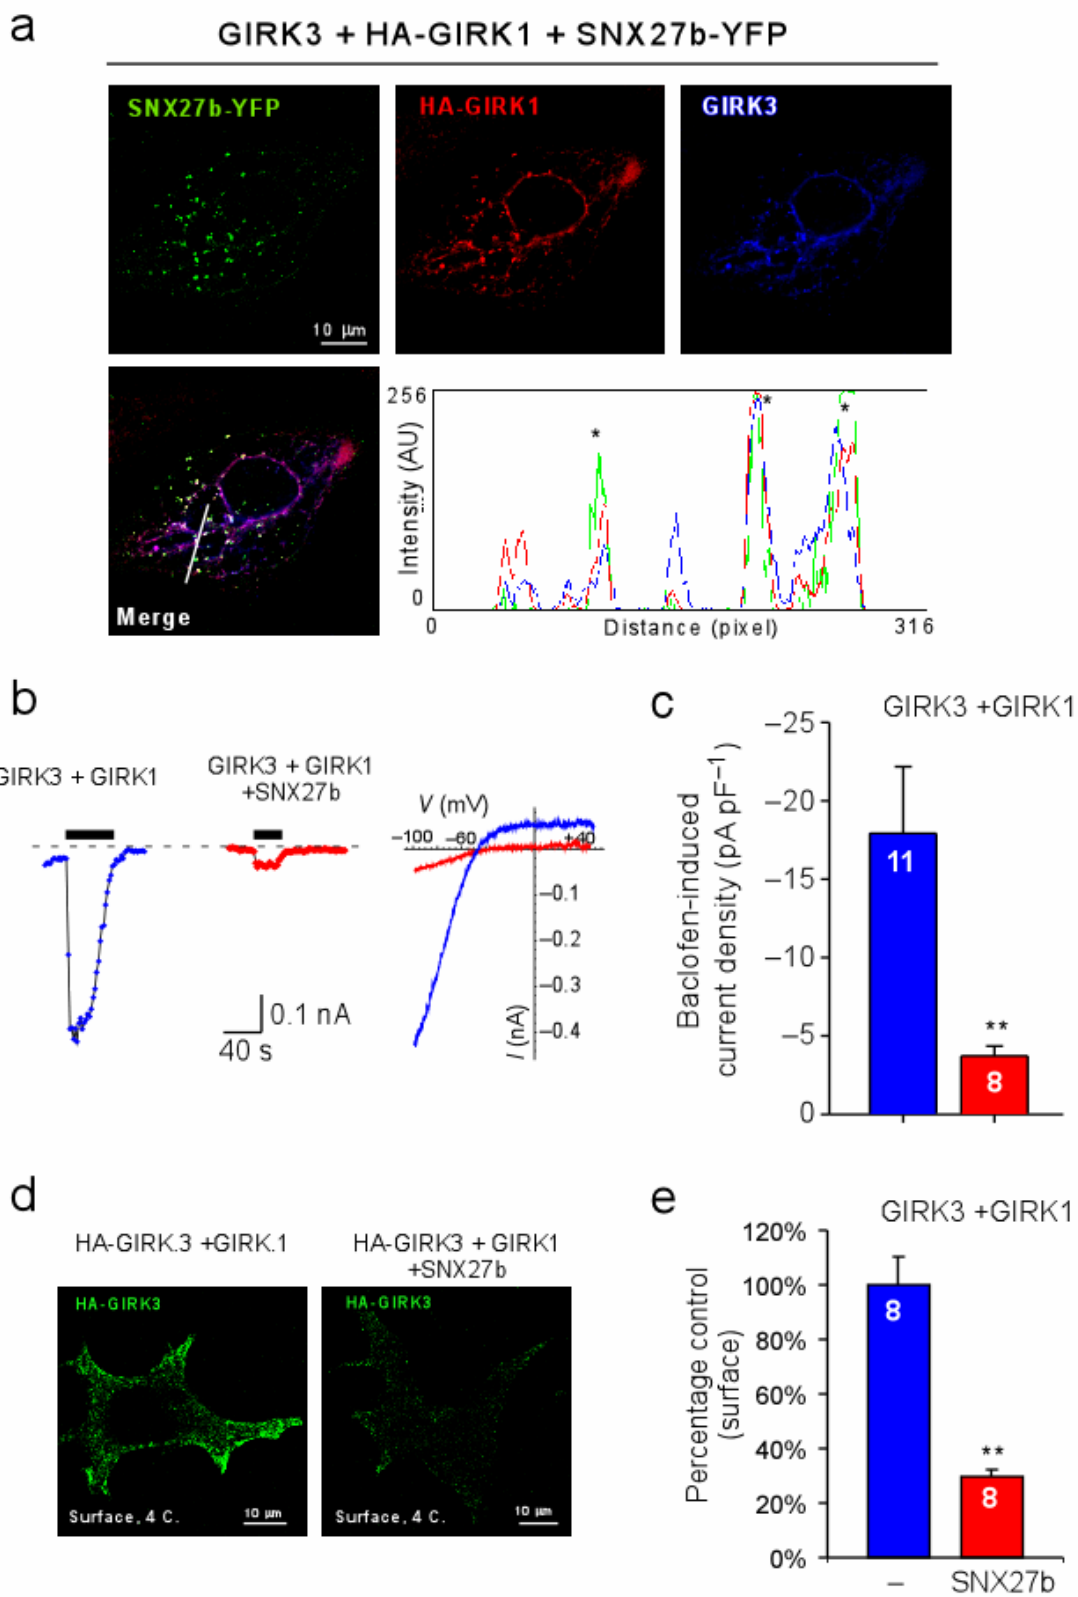 a
GIRK3 + HA-GIRK1 + SNX27b-YFP
SNX27b-YFP
HA-GIRK1
GIRK3
10 µm
Merge
256
Intensity (AU)
0
*
*
*
0
Distance (pixel)
316
b
GIRK3 + GIRK1
GIRK3 + GIRK1
+SNX27b
0.1 nA
40 s
V (mV)
−100
−60
+40
−0.1
−0.2
−0.3
−0.4
I (nA)
c
GIRK3 +GIRK1
Baclofen-induced
current density (pA pF−1)
−25
−20
−15
−10
−5
0
11
**
8
d
HA-GIRK.3 +GIRK.1
HA-GIRK3 + GIRK1
+SNX27b
HA-GIRK3
HA-GIRK3
Surface, 4 C.
10 µm
Surface, 4 C.
10 µm
e
GIRK3 +GIRK1
Percentage control
(surface)
120%
100%
80%
60%
40%
20%
0%
8
**
8
–
SNX27b